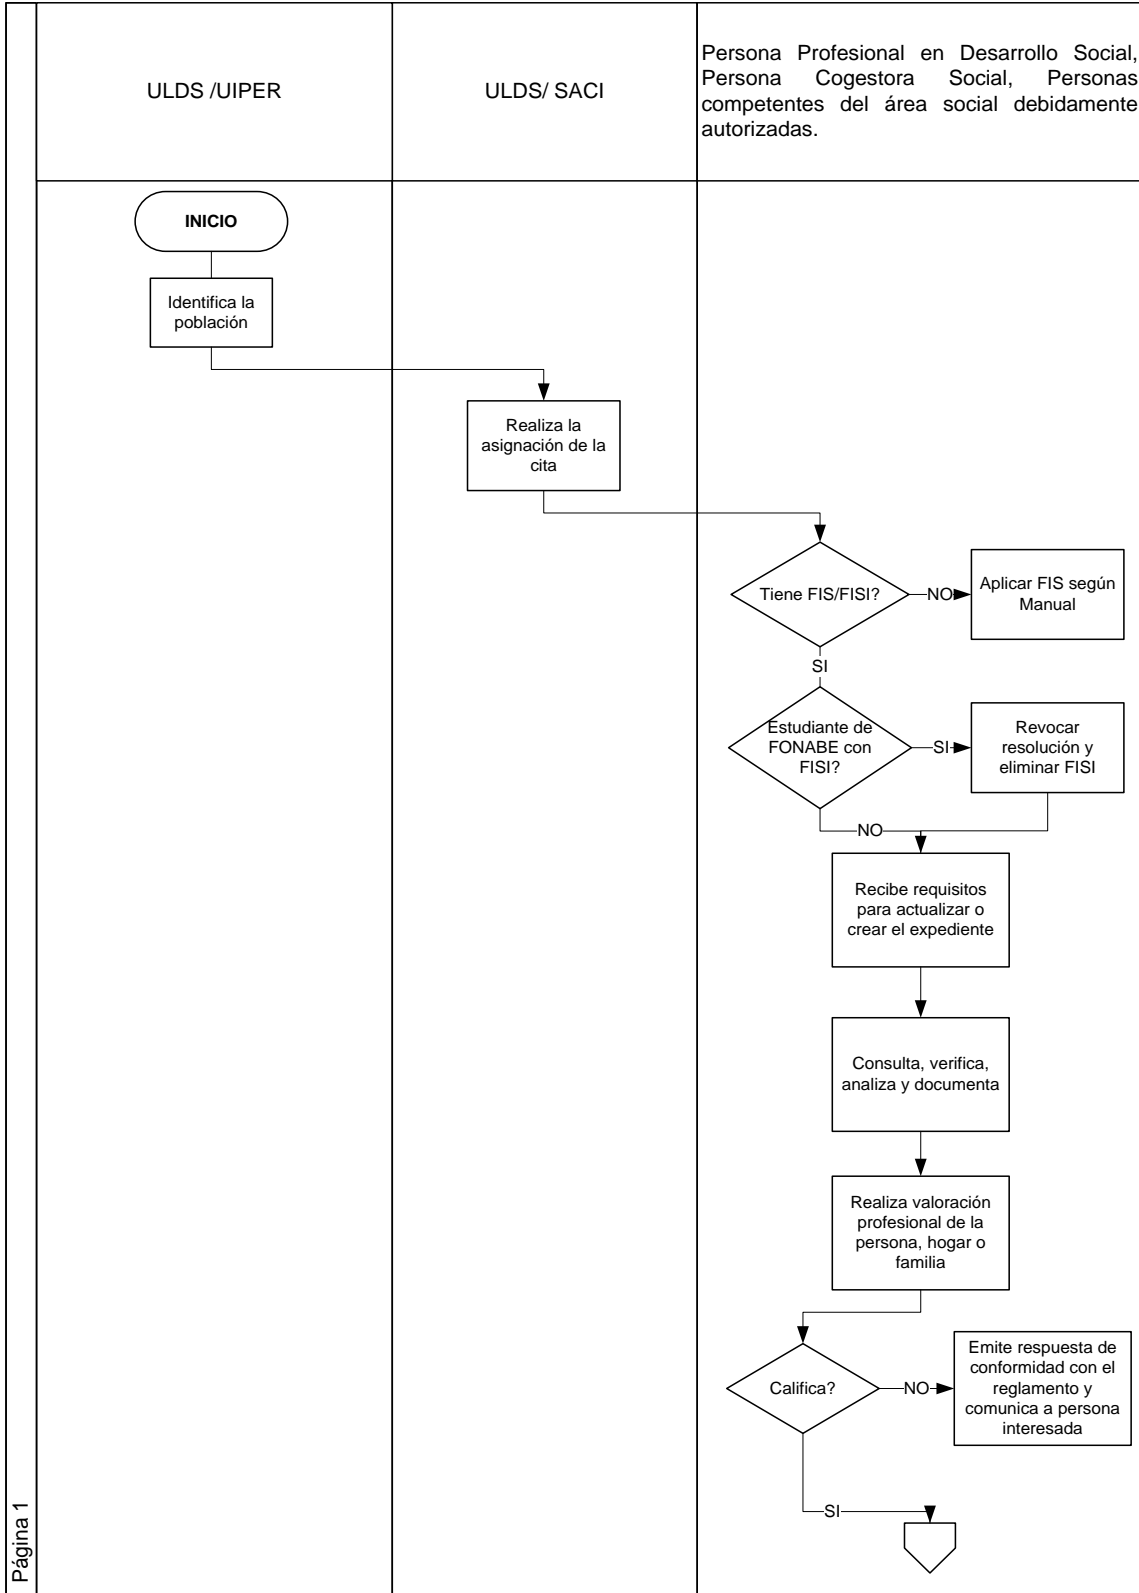 ULDS /UIPER
ULDS/ SACI
Persona Profesional en Desarrollo Social,
Persona Cogestora Social, Personas
competentes del área social debidamente
autorizadas.
INICIO
Identifica la
población
Realiza la
asignación de la
cita
Tiene FIS/FISI?
NO
Aplicar FIS según
Manual
SI
Estudiante de
FONABE con
FISI?
SI
Revocar
resolución y
eliminar FISI
NO
Recibe requisitos
para actualizar o
crear el expediente
Consulta, verifica,
analiza y documenta
Realiza valoración
profesional de la
persona, hogar o
familia
Califica?
NO
Emite respuesta de
conformidad con el
reglamento y
comunica a persona
interesada
SI
Página 1